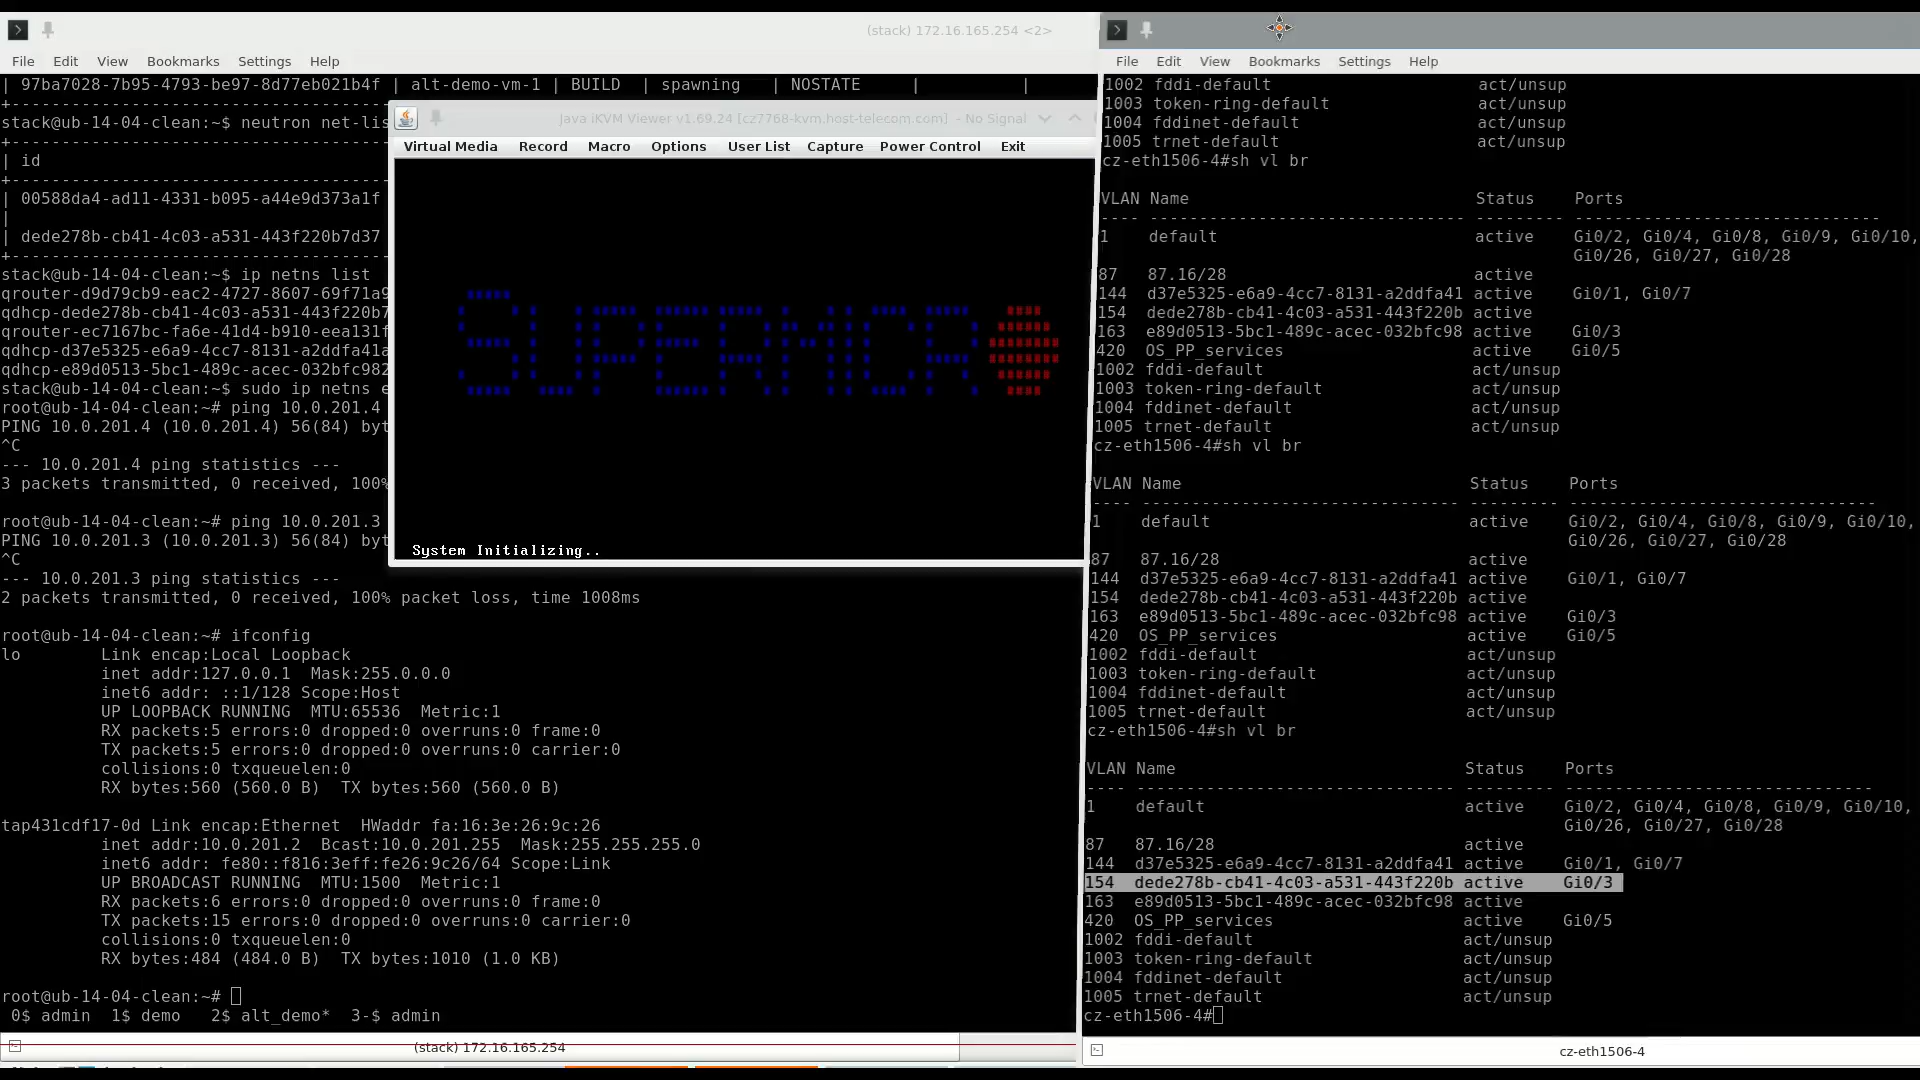 (stack) 172.16.165.254 <2>
File Edit View Bookmarks Settings Help
| 97ba7028-7b95-4793-be97-8d77eb021b4f | alt-demo-vm-1 | BUILD | spawning | NOSTATE | |
stack@ub-14-04-clean:~$ neutron net-lis
| id
| 00588da4-ad11-4331-b095-a44e9d373a1f
|
| dede278b-cb41-4c03-a531-443f220b7d37
stack@ub-14-04-clean:~$ ip netns list
qrouter-d9d79cb9-eac2-4727-8607-69f71a9
qdhcp-dede278b-cb41-4c03-a531-443f220b7
qrouter-ec7167bc-fa6e-41d4-b910-eea131f
qdhcp-d37e5325-e6a9-4cc7-8131-a2ddfa41a
qdhcp-e89d0513-5bc1-489c-acec-032bfc982
stack@ub-14-04-clean:~$ sudo ip netns e
root@ub-14-04-clean:~# ping 10.0.201.4
PING 10.0.201.4 (10.0.201.4) 56(84) byt
^C
--- 10.0.201.4 ping statistics ---
3 packets transmitted, 0 received, 100%
root@ub-14-04-clean:~# ping 10.0.201.3
PING 10.0.201.3 (10.0.201.3) 56(84) byt
^C
--- 10.0.201.3 ping statistics ---
2 packets transmitted, 0 received, 100% packet loss, time 1008ms
root@ub-14-04-clean:~# ifconfig
lo Link encap:Local Loopback
inet addr:127.0.0.1 Mask:255.0.0.0
inet6 addr: ::1/128 Scope:Host
UP LOOPBACK RUNNING MTU:65536 Metric:1
RX packets:5 errors:0 dropped:0 overruns:0 frame:0
TX packets:5 errors:0 dropped:0 overruns:0 carrier:0
collisions:0 txqueuelen:0
RX bytes:560 (560.0 B) TX bytes:560 (560.0 B)
tap431cdf17-0d Link encap:Ethernet HWaddr fa:16:3e:26:9c:26
inet addr:10.0.201.2 Bcast:10.0.201.255 Mask:255.255.255.0
inet6 addr: fe80::f816:3eff:fe26:9c26/64 Scope:Link
UP BROADCAST RUNNING MTU:1500 Metric:1
RX packets:6 errors:0 dropped:0 overruns:0 frame:0
TX packets:15 errors:0 dropped:0 overruns:0 carrier:0
collisions:0 txqueuelen:0
RX bytes:484 (484.0 B) TX bytes:1010 (1.0 KB)
root@ub-14-04-clean:~#
0$ admin 1$ demo 2$ alt_demo* 3-$ admin
(stack) 172.16.165.254
Java iKVM Viewer v1.69.24 [cz7768-kvm.host-telecom.com] - No Signal
Virtual Media Record Macro Options User List Capture Power Control Exit
SUPERMICRO
System Initializing..
File Edit View Bookmarks Settings Help
1002 fddi-default act/unsup
1003 token-ring-default act/unsup
1004 fddinet-default act/unsup
1005 trnet-default act/unsup
cz-eth1506-4#sh vl br
VLAN Name Status Ports
1 default active Gi0/2, Gi0/4, Gi0/8, Gi0/9, Gi0/10,
Gi0/26, Gi0/27, Gi0/28
87 87.16/28 active
144 d37e5325-e6a9-4cc7-8131-a2ddfa41 active Gi0/1, Gi0/7
154 dede278b-cb41-4c03-a531-443f220b active
163 e89d0513-5bc1-489c-acec-032bfc98 active Gi0/3
420 OS_PP_services active Gi0/5
1002 fddi-default act/unsup
1003 token-ring-default act/unsup
1004 fddinet-default act/unsup
1005 trnet-default act/unsup
cz-eth1506-4#sh vl br
VLAN Name Status Ports
1 default active Gi0/2, Gi0/4, Gi0/8, Gi0/9, Gi0/10,
Gi0/26, Gi0/27, Gi0/28
87 87.16/28 active
144 d37e5325-e6a9-4cc7-8131-a2ddfa41 active Gi0/1, Gi0/7
154 dede278b-cb41-4c03-a531-443f220b active
163 e89d0513-5bc1-489c-acec-032bfc98 active Gi0/3
420 OS_PP_services active Gi0/5
1002 fddi-default act/unsup
1003 token-ring-default act/unsup
1004 fddinet-default act/unsup
1005 trnet-default act/unsup
cz-eth1506-4#sh vl br
VLAN Name Status Ports
1 default active Gi0/2, Gi0/4, Gi0/8, Gi0/9, Gi0/10,
Gi0/26, Gi0/27, Gi0/28
87 87.16/28 active
144 d37e5325-e6a9-4cc7-8131-a2ddfa41 active Gi0/1, Gi0/7
154 dede278b-cb41-4c03-a531-443f220b active Gi0/3
163 e89d0513-5bc1-489c-acec-032bfc98 active
420 OS_PP_services active Gi0/5
1002 fddi-default act/unsup
1003 token-ring-default act/unsup
1004 fddinet-default act/unsup
1005 trnet-default act/unsup
cz-eth1506-4#
cz-eth1506-4